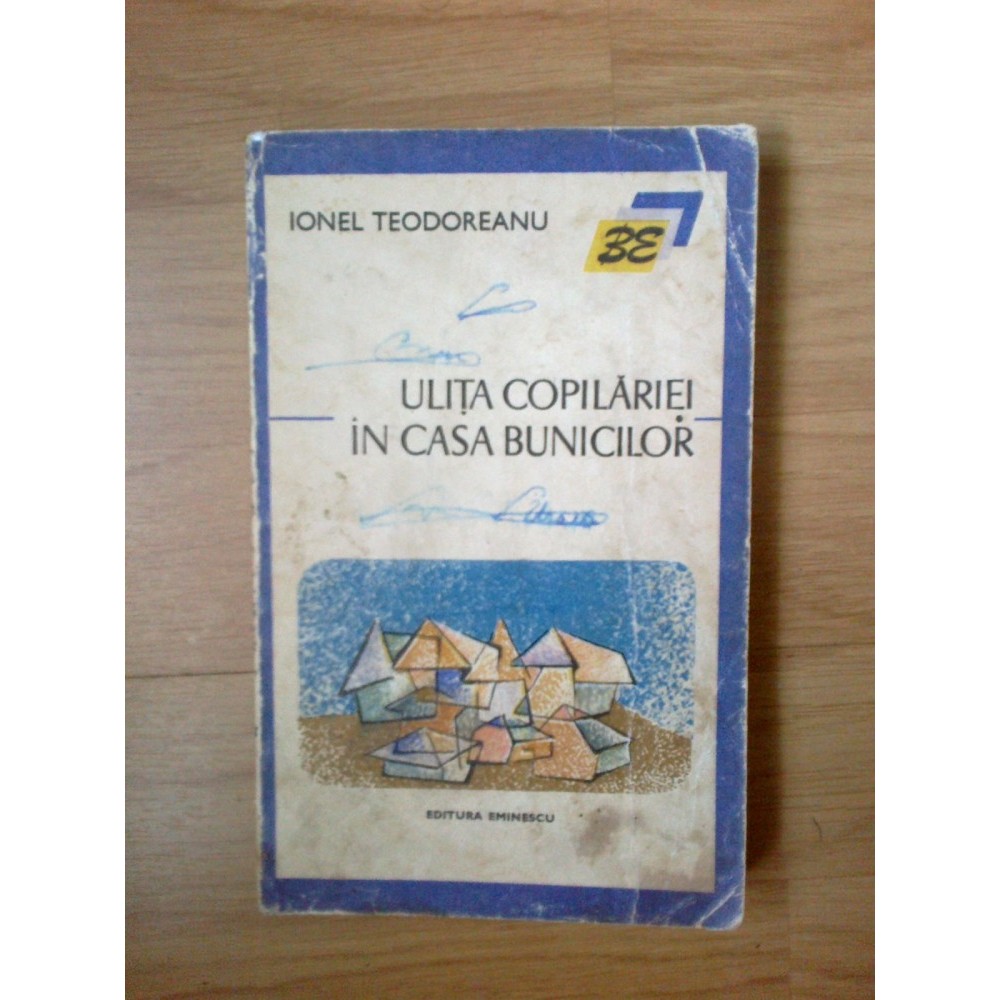 IONEL TEODOREANU
BE
ULIȚA COPILĂRIEI
ÎN CASA BUNICILOR
EDITURA EMINESCU